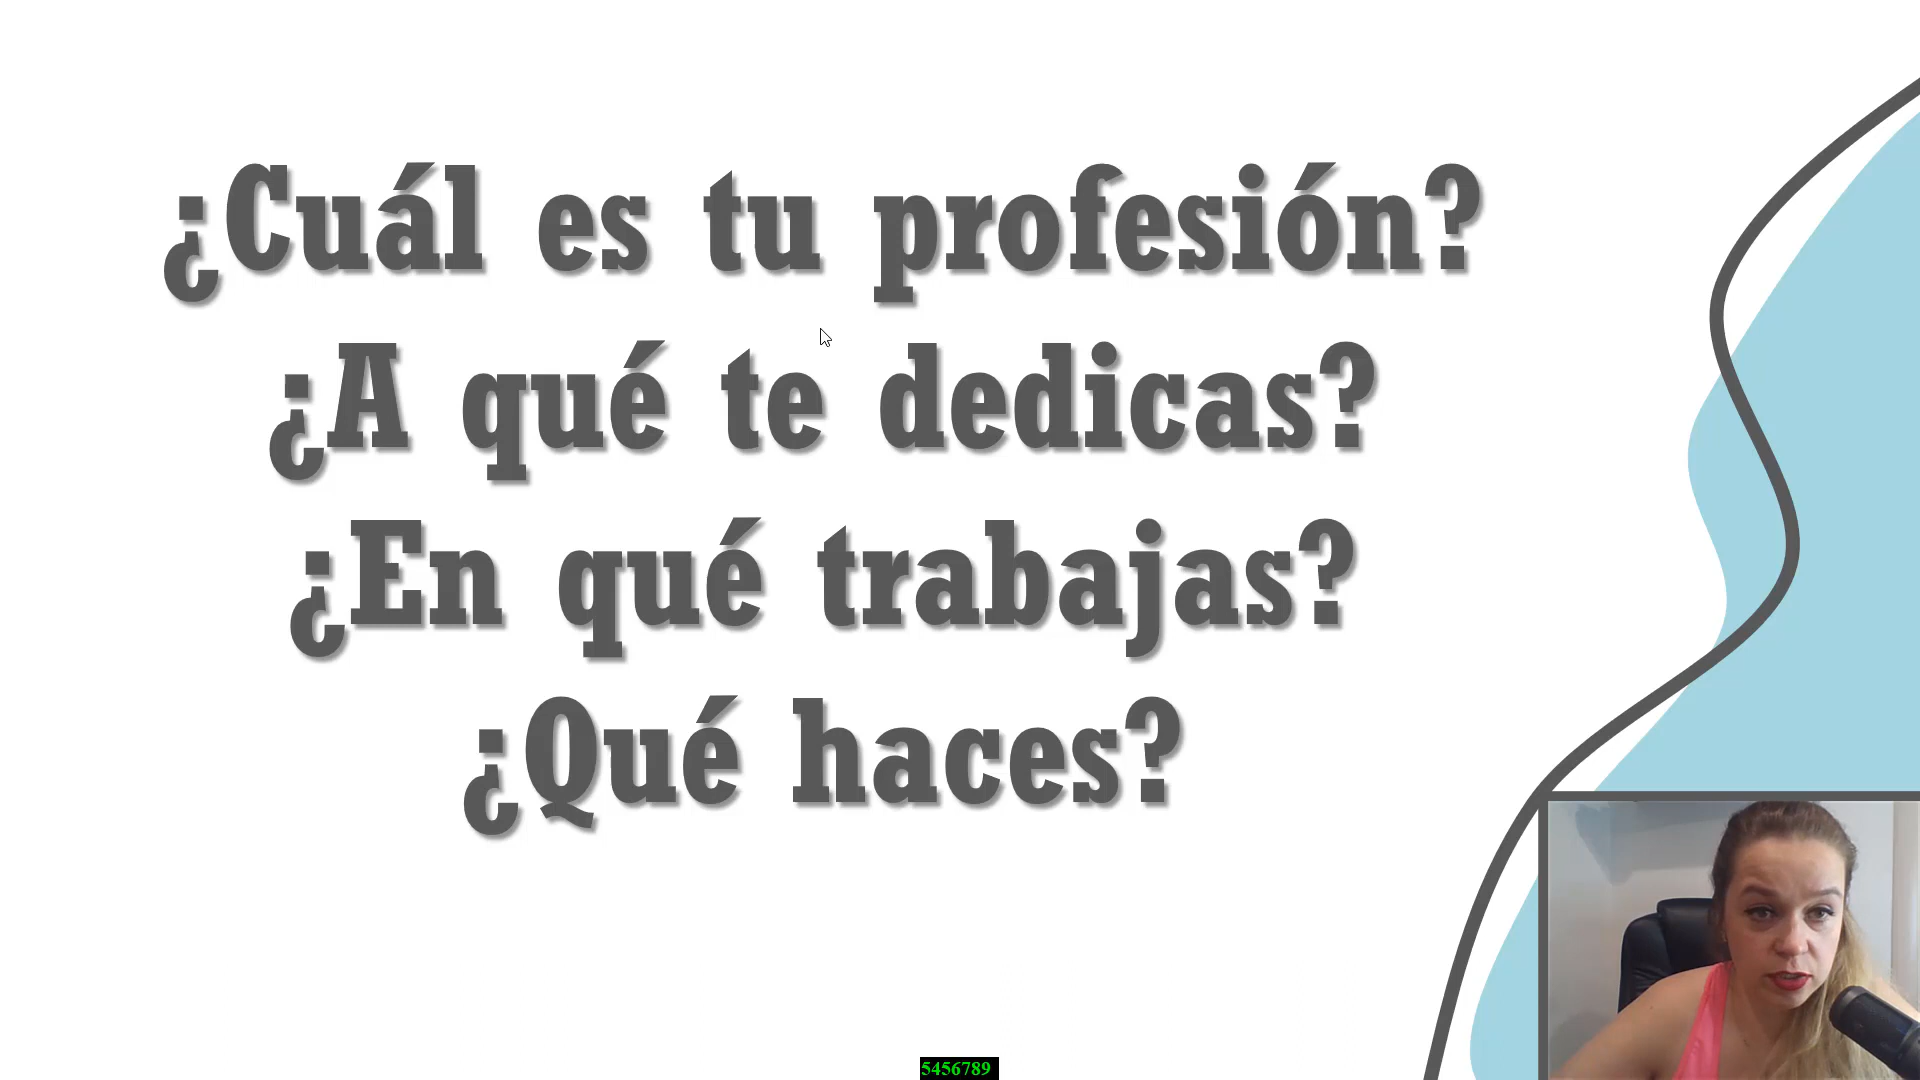 ¿Cuál es tu profesión?
¿A qué te dedicas?
¿En qué trabajas?
¿Qué haces?
5456789